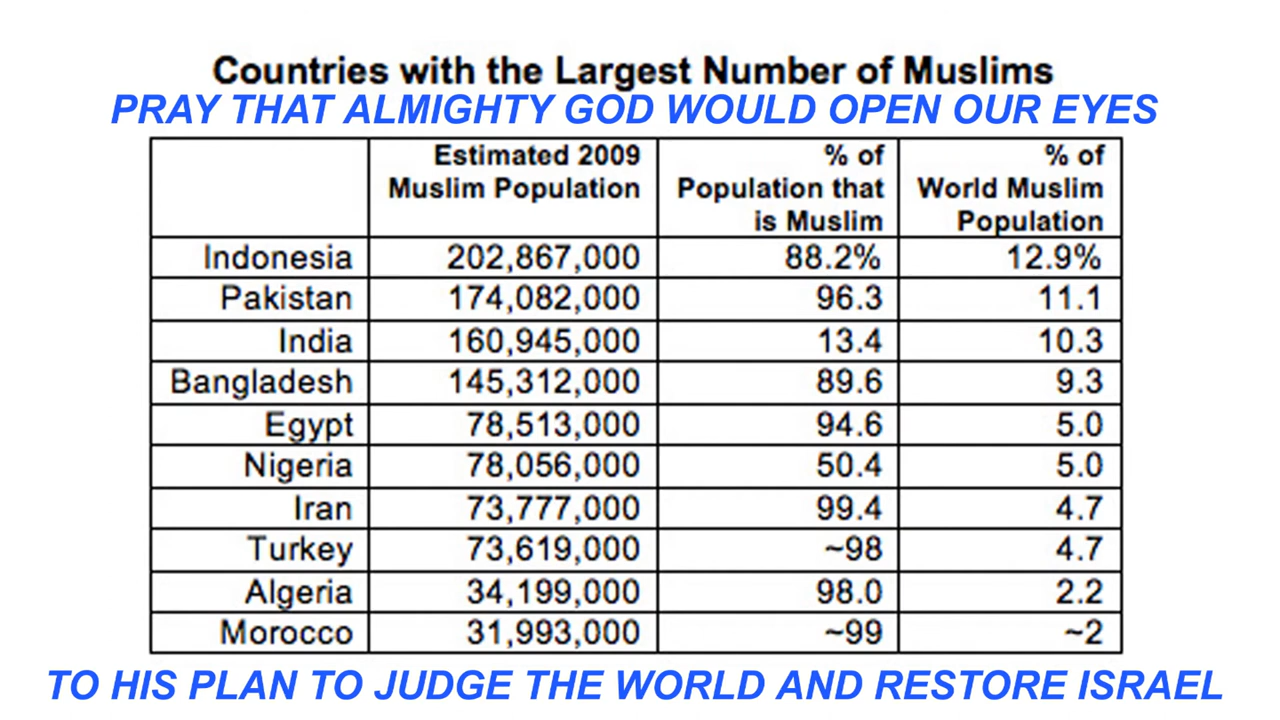 Countries with the Largest Number of Muslims
PRAY THAT ALMIGHTY GOD WOULD OPEN OUR EYES
Estimated 2009 % of % of
Muslim Population Population that World Muslim
is Muslim Population
Indonesia 202,867,000 88.2% 12.9%
Pakistan 174,082,000 96.3 11.1
India 160,945,000 13.4 10.3
Bangladesh 145,312,000 89.6 9.3
Egypt 78,513,000 94.6 5.0
Nigeria 78,056,000 50.4 5.0
Iran 73,777,000 99.4 4.7
Turkey 73,619,000 ~98 4.7
Algeria 34,199,000 98.0 2.2
Morocco 31,993,000 ~99 ~2
TO HIS PLAN TO JUDGE THE WORLD AND RESTORE ISRAEL